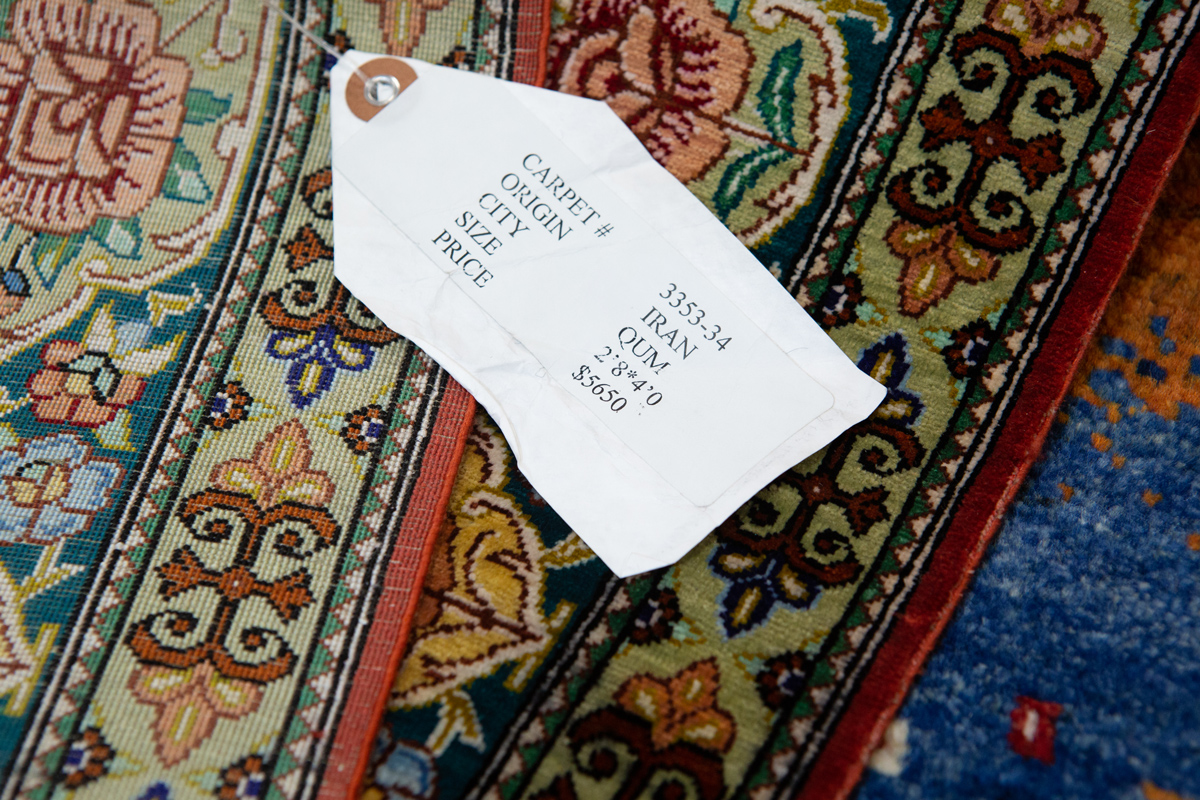 CARPET # 3353-34
ORIGIN IRAN
CITY QUM
SIZE 2'8*4'0
PRICE $5650